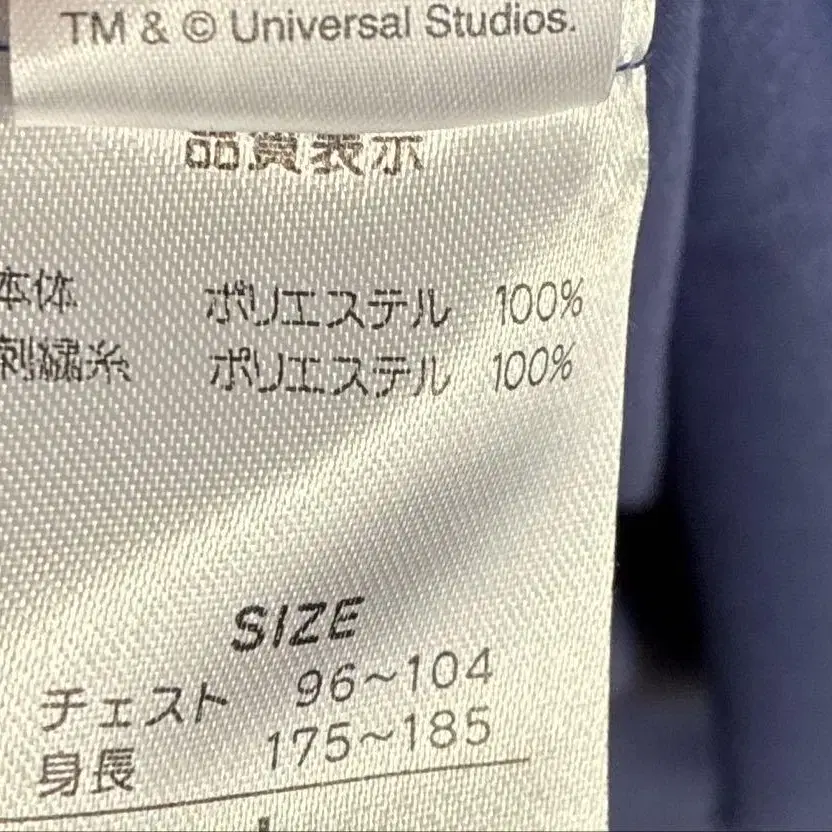 TM & © Universal Studios.
品質表示
本体 ポリエステル 100%
刺繍糸 ポリエステル 100%
SIZE
チェスト 96~104
身長 175~185